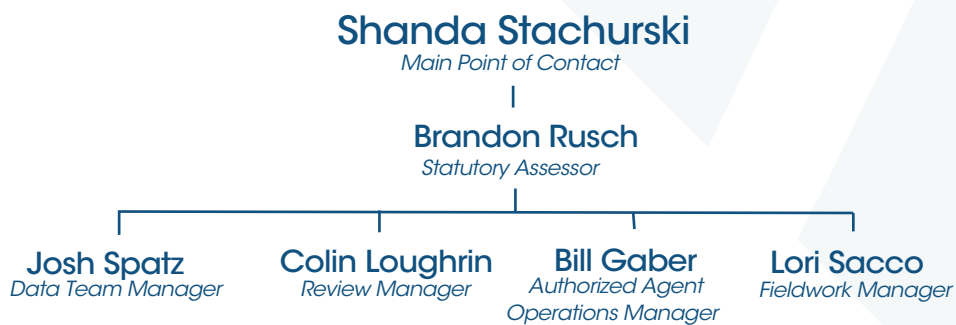 Shanda Stachurski
Main Point of Contact
Brandon Rusch
Statutory Assessor
Josh Spatz
Data Team Manager
Colin Loughrin
Review Manager
Bill Gaber
Authorized Agent
Operations Manager
Lori Sacco
Fieldwork Manager